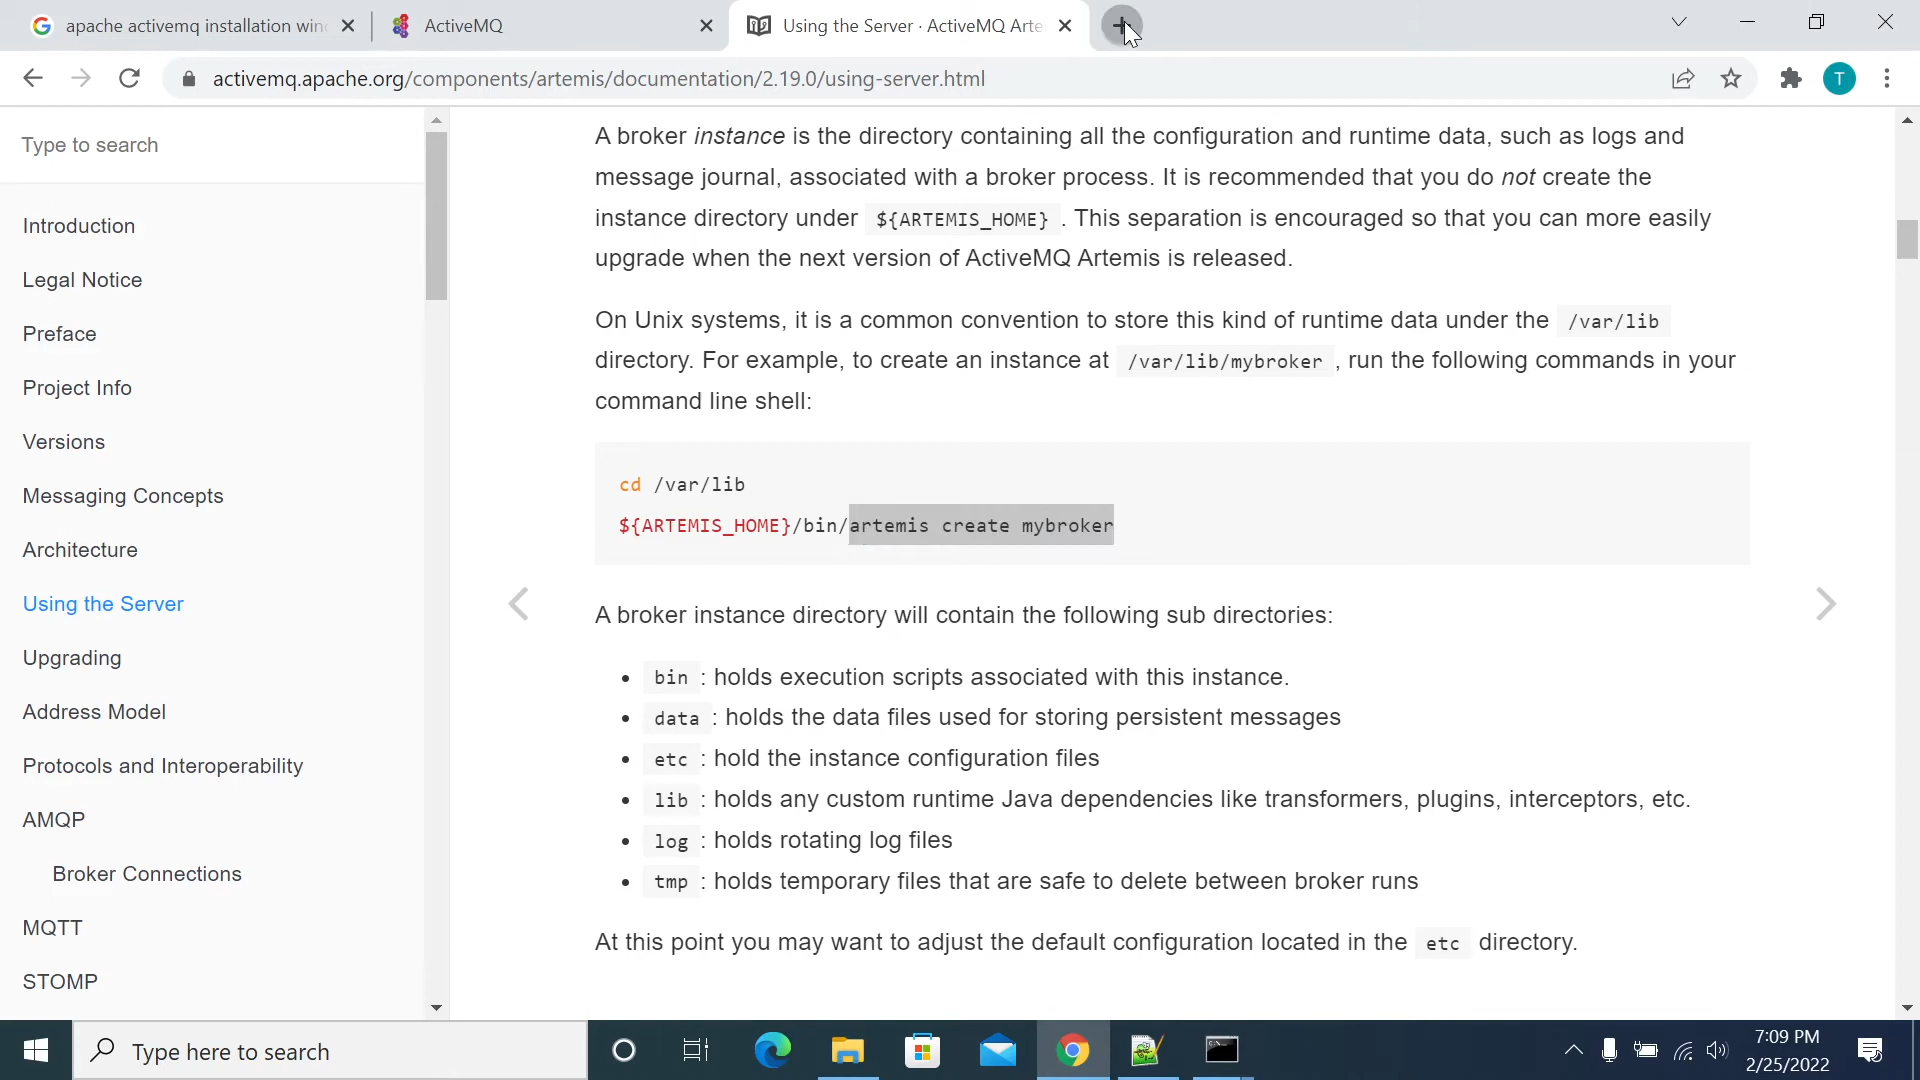 apache activemq installation win
ActiveMQ
Using the Server · ActiveMQ Arte
activemq.apache.org/components/artemis/documentation/2.19.0/using-server.html
T
Type to search
Introduction
Legal Notice
Preface
Project Info
Versions
Messaging Concepts
Architecture
Using the Server
Upgrading
Address Model
Protocols and Interoperability
AMQP
Broker Connections
MQTT
STOMP
A broker instance is the directory containing all the configuration and runtime data, such as logs and
message journal, associated with a broker process. It is recommended that you do not create the
instance directory under ${ARTEMIS_HOME} . This separation is encouraged so that you can more easily
upgrade when the next version of ActiveMQ Artemis is released.
On Unix systems, it is a common convention to store this kind of runtime data under the /var/lib
directory. For example, to create an instance at /var/lib/mybroker , run the following commands in your
command line shell:
cd /var/lib
${ARTEMIS_HOME}/bin/artemis create mybroker
A broker instance directory will contain the following sub directories:
• bin : holds execution scripts associated with this instance.
• data : holds the data files used for storing persistent messages
• etc : hold the instance configuration files
• lib : holds any custom runtime Java dependencies like transformers, plugins, interceptors, etc.
• log : holds rotating log files
• tmp : holds temporary files that are safe to delete between broker runs
At this point you may want to adjust the default configuration located in the etc directory.
Type here to search
7:09 PM
2/25/2022